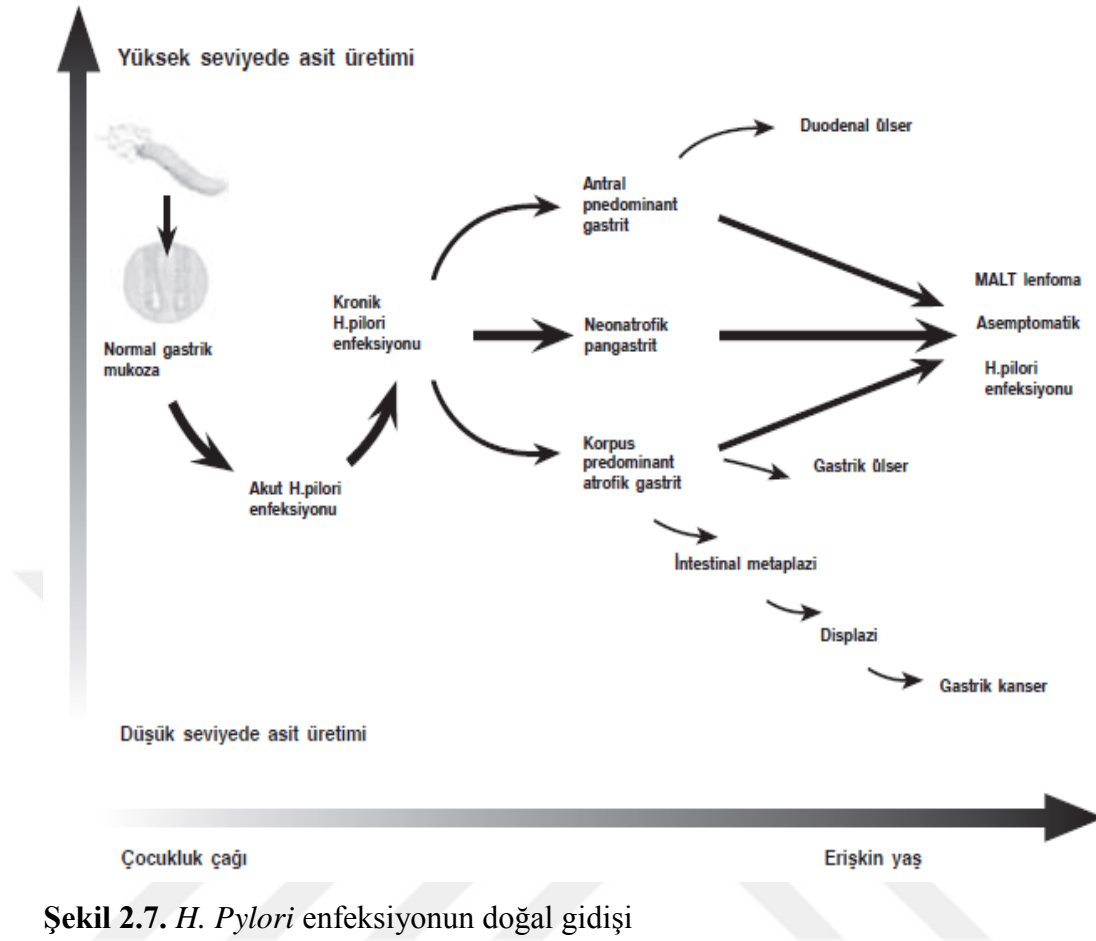 Yüksek seviyede asit üretimi
Duodenal ülser
Antral
pnedominant
gastrit
MALT lenfoma
Kronik
H.pilori
enfeksiyonu
Neonatrofik
pangastrit
Asemptomatik
Normal gastrik
mukoza
H.pilori
enfeksiyonu
Korpus
predominant
atrofik gastrit
Gastrik ülser
Akut H.pilori
enfeksiyonu
İntestinal metaplazi
Displazi
Gastrik kanser
Düşük seviyede asit üretimi
Çocukluk çağı
Erişkin yaş
Şekil 2.7. H. Pylori enfeksiyonun doğal gidişi